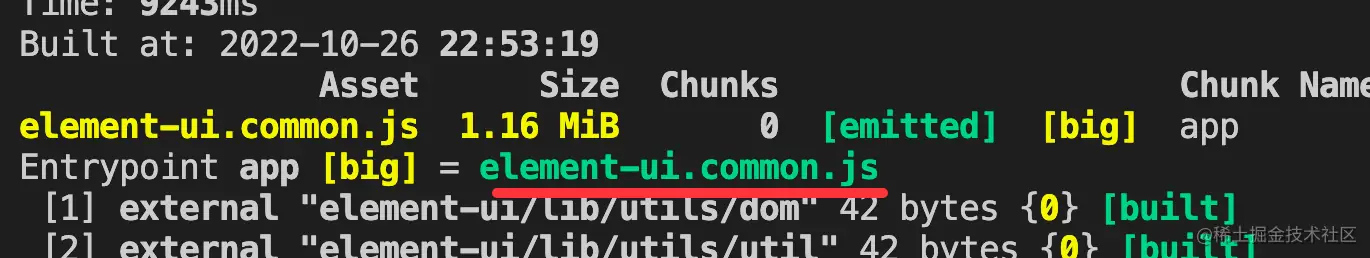 Time: 9243ms
Built at: 2022-10-26 22:53:19
Asset Size Chunks Chunk Name
element-ui.common.js 1.16 MiB 0 [emitted] [big] app
Entrypoint app [big] = element-ui.common.js
[1] external "element-ui/lib/utils/dom" 42 bytes {0} [built]
[2] external "element-ui/lib/utils/util" 42 bytes {0} [built]
@稀土掘金技术社区